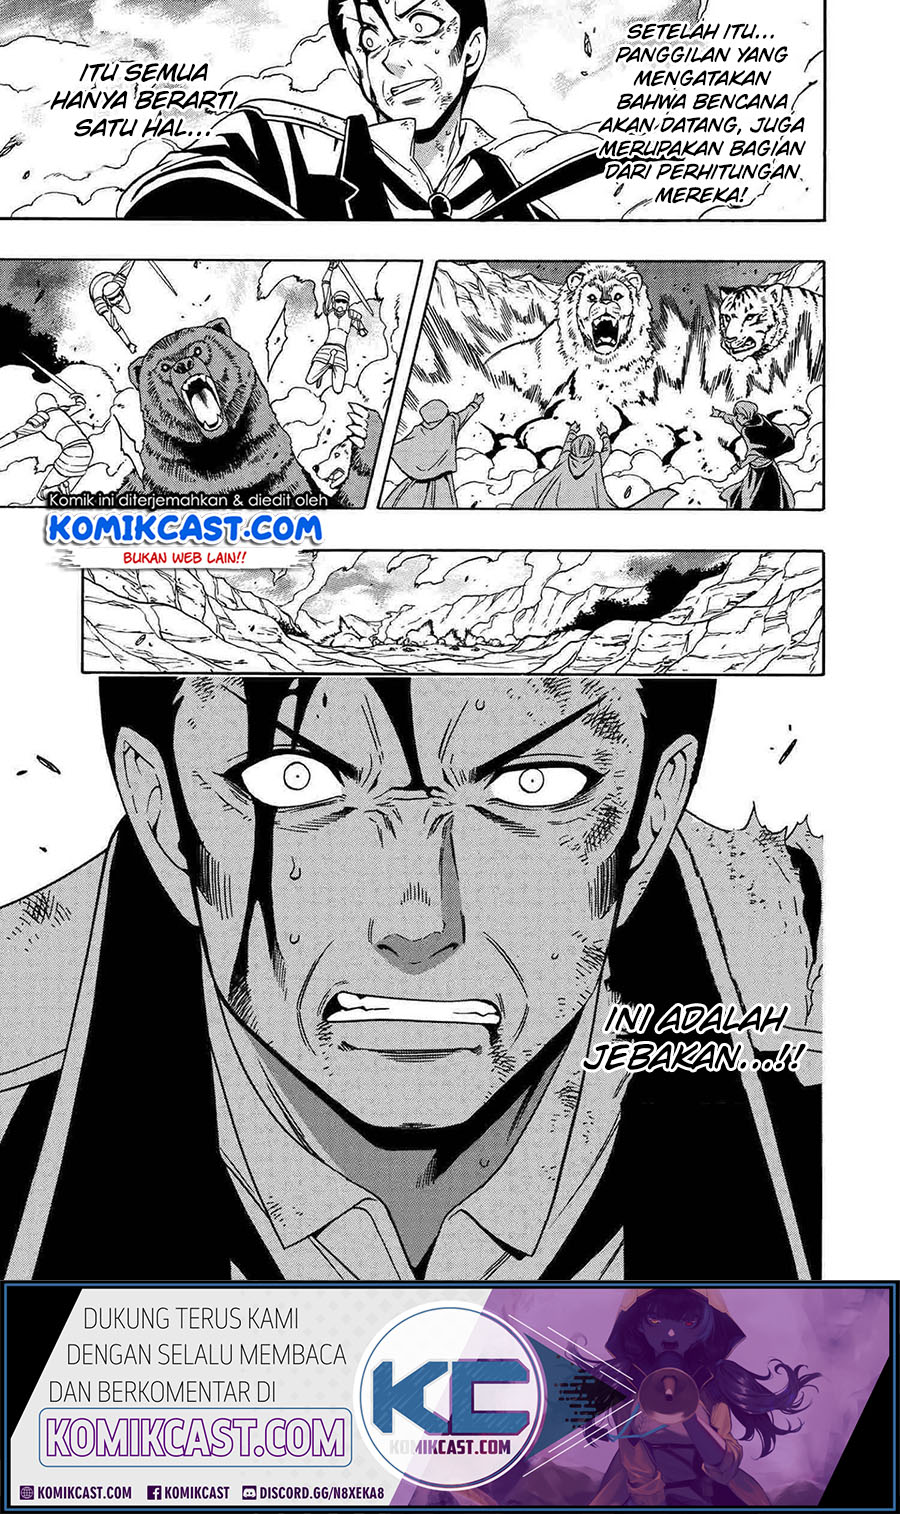 SETELAH ITU...
PANGGILAN YANG
MENGATAKAN
BAHWA BENCANA
AKAN DATANG, JUGA
MERUPAKAN BAGIAN
DARI PERHITUNGAN
MEREKA!
ITU SEMUA
HANYA BERARTI
SATU HAL...
Komik ini diterjemahkan & diedit oleh
KOMIKCAST.COM
BUKAN WEB LAIN!!
INI ADALAH
JEBAKAN...!!
DUKUNG TERUS KAMI
DENGAN SELALU MEMBACA
DAN BERKOMENTAR DI
KOMIKCAST.COM
KC
KOMIKCAST.COM
KOMIKCAST.COM KOMIKCAST DISCORD.GG/N8XEKA8